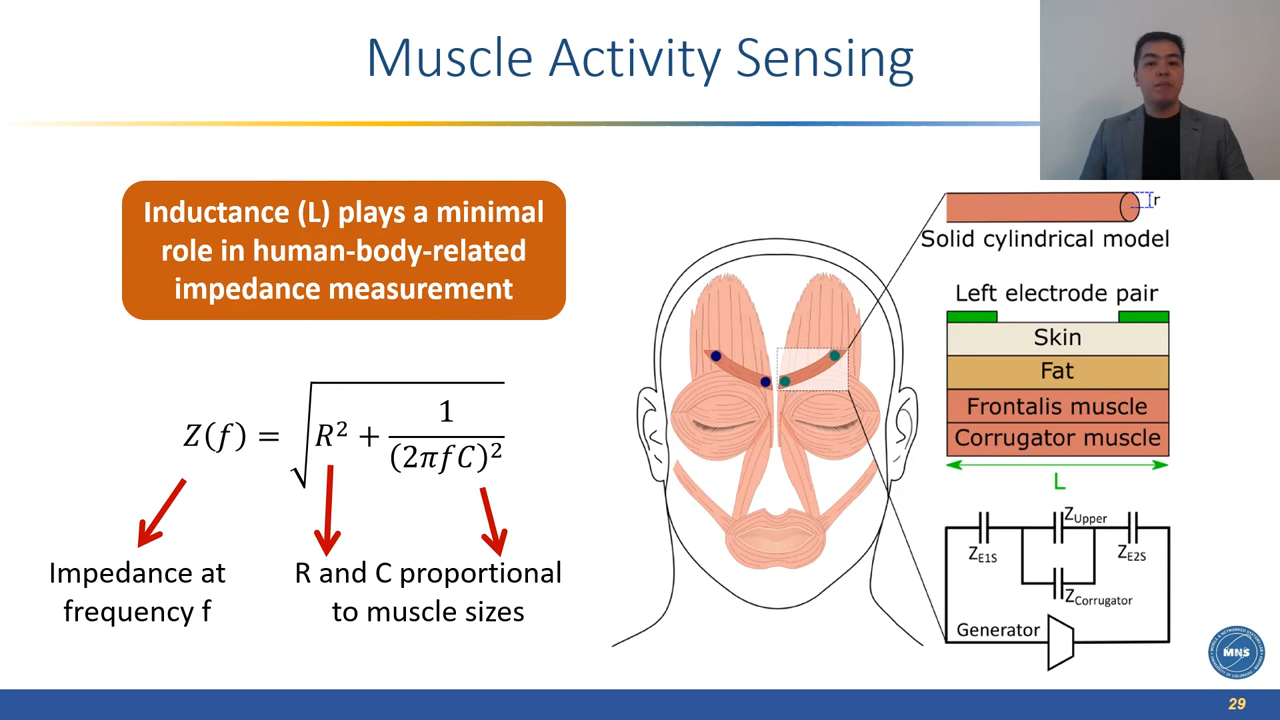 Muscle Activity Sensing
Inductance (L) plays a minimal
role in human-body-related
impedance measurement
Z(f) = √(R² + 1/(2πfC)²)
Impedance at
frequency f
R and C proportional
to muscle sizes
r
Solid cylindrical model
Left electrode pair
Skin
Fat
Frontalis muscle
Corrugator muscle
L
Z_Upper
Z_E1S
Z_E2S
Z_Corrugator
Generator
MNS
29